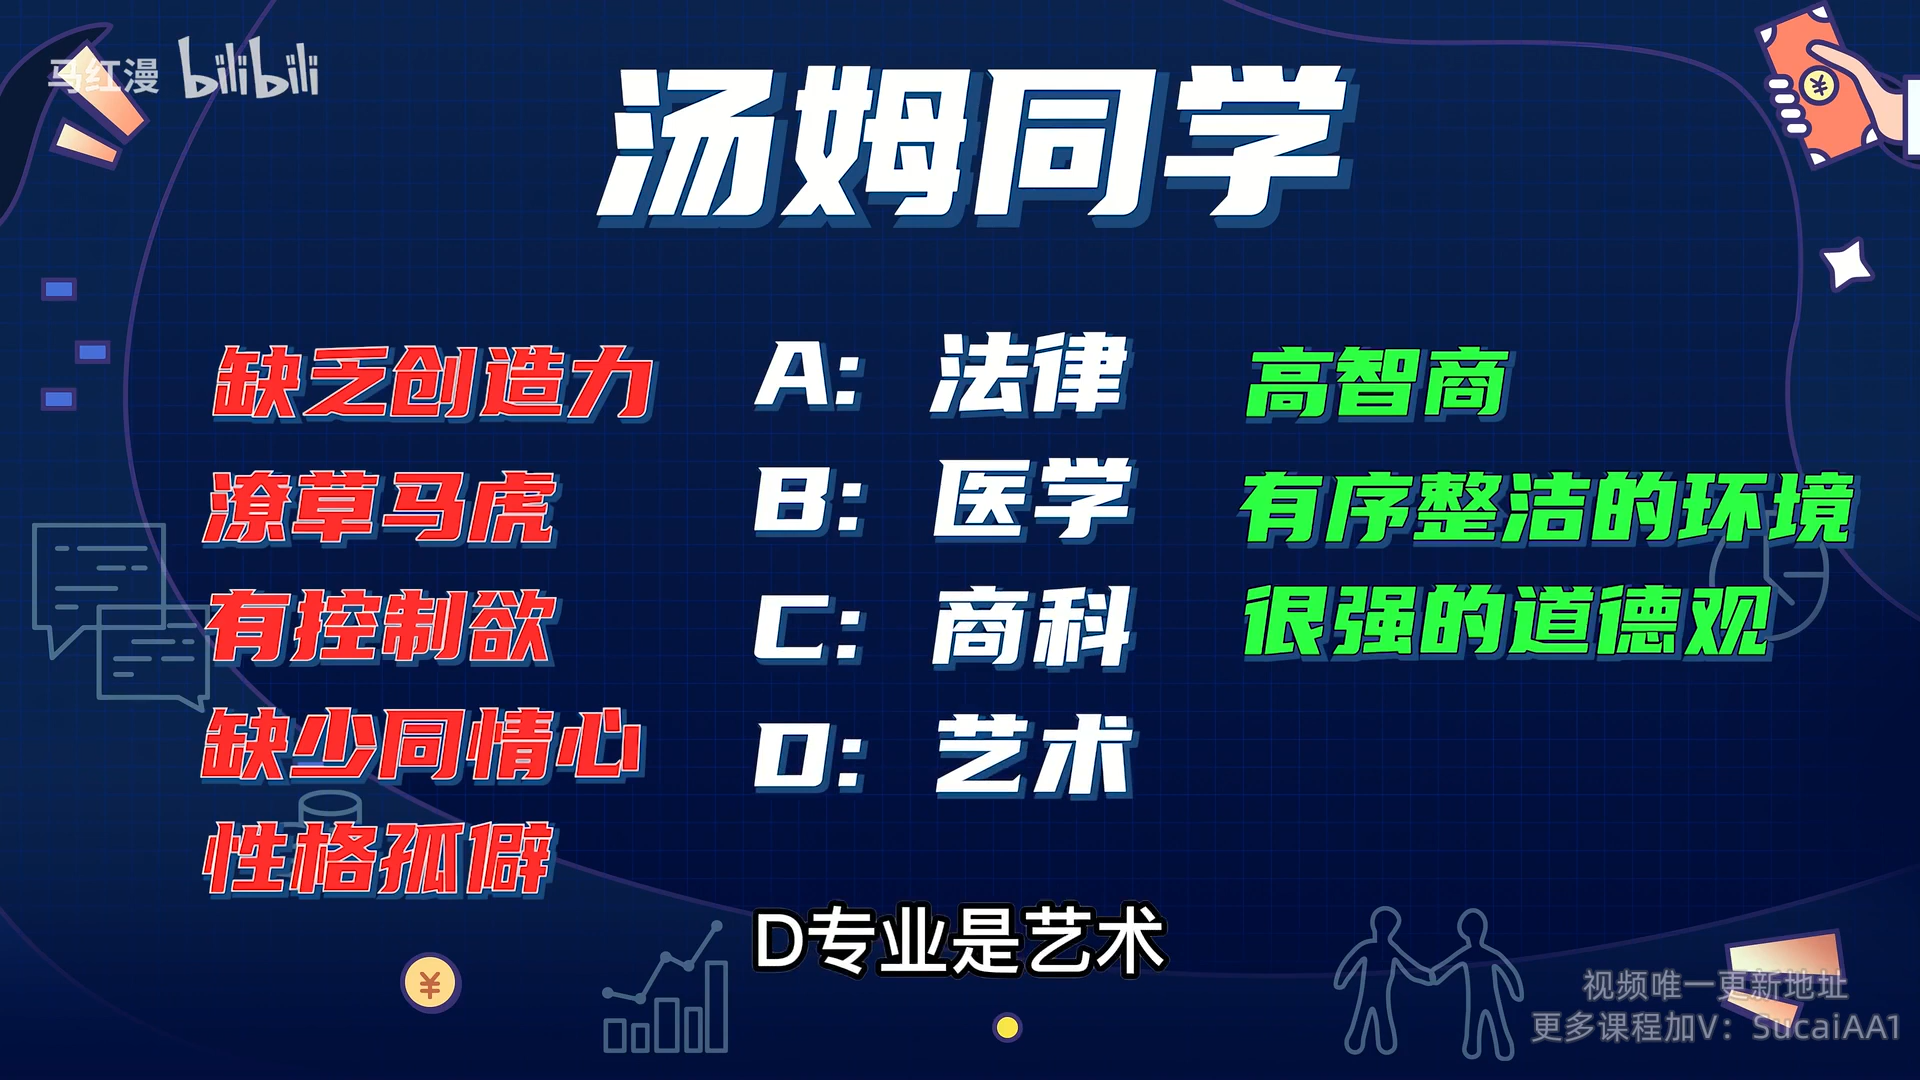 马红漫 bilibili
汤姆同学
缺乏创造力
潦草马虎
有控制欲
缺少同情心
性格孤僻
A: 法律
B: 医学
C: 商科
D: 艺术
高智商
有序整洁的环境
很强的道德观
D专业是艺术
视频唯一更新地址
更多课程加V：SucaiAA1